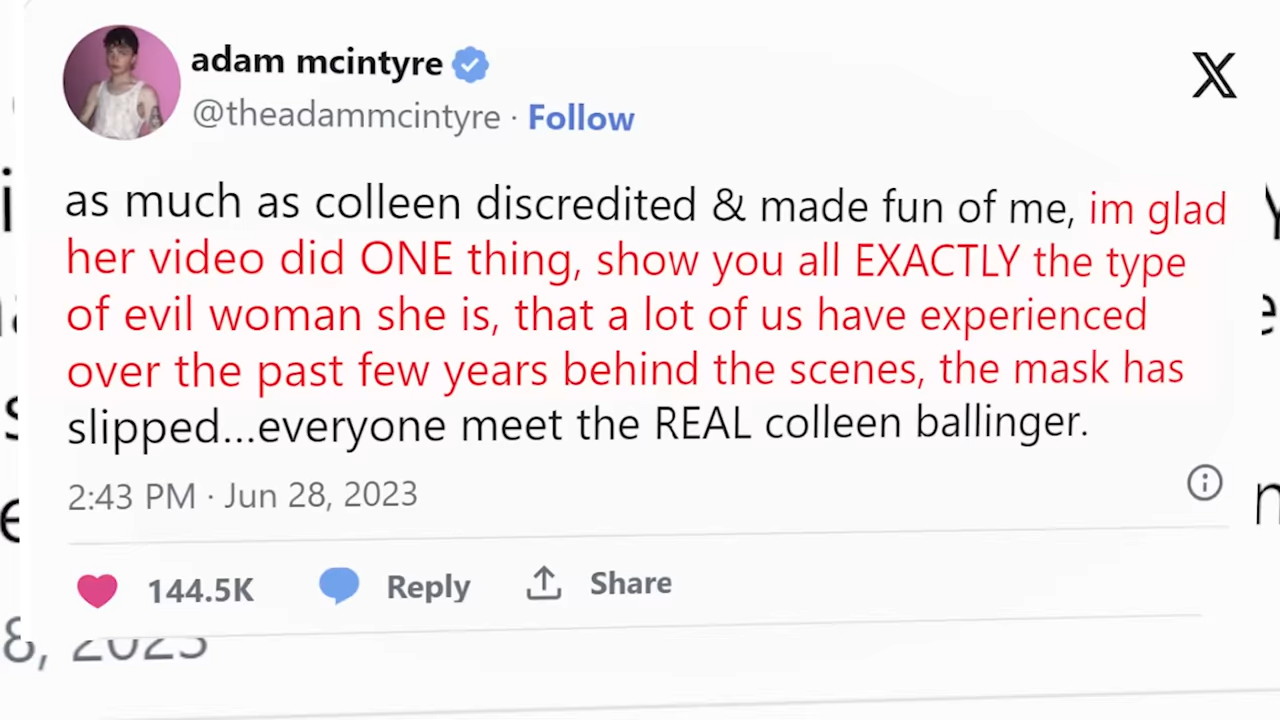 adam mcintyre
@theadammcintyre · Follow
as much as colleen discredited & made fun of me, im glad
her video did ONE thing, show you all EXACTLY the type
of evil woman she is, that a lot of us have experienced
over the past few years behind the scenes, the mask has
slipped...everyone meet the REAL colleen ballinger.
2:43 PM · Jun 28, 2023
144.5K Reply Share
8, 2023